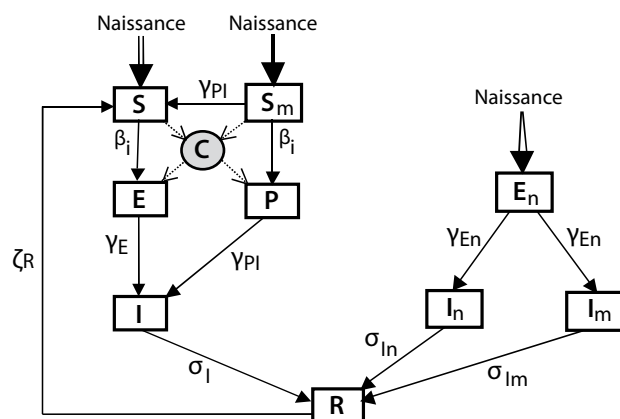 Naissance Naissance
S γPI Sm
βi C βi
Naissance
E P En
γE γPI γEn γEn
ζR
I In Im
σI σIn σIm
R